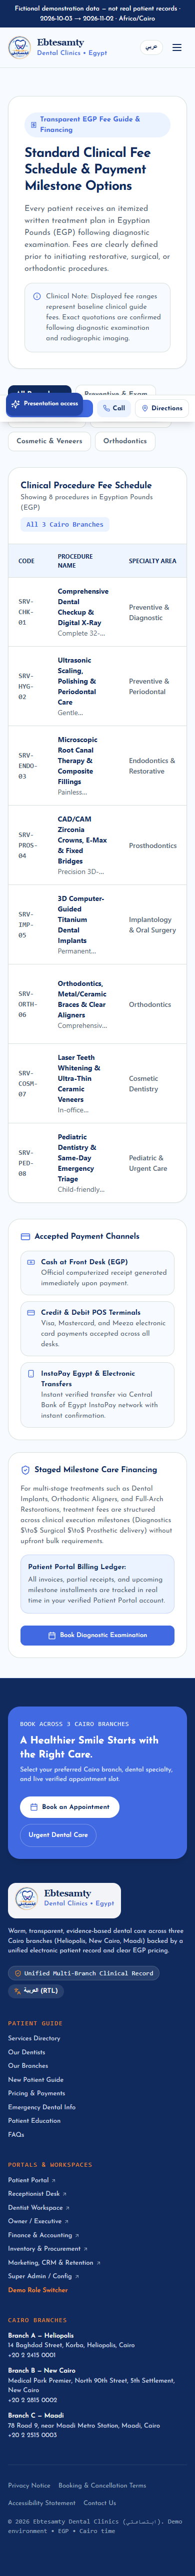 Fictional demonstration data — not real patient records ·
2026-10-03 → 2026-11-02 · Africa/Cairo
Ebtesamty
Dental Clinics • Egypt
عربي
Transparent EGP Fee Guide &
Financing
Standard Clinical Fee
Schedule & Payment
Milestone Options
Every patient receives an itemized
written treatment plan in Egyptian
Pounds (EGP) following diagnostic
examination. Fees are clearly defined
prior to initiating restorative, surgical, or
orthodontic procedures.
Clinical Note: Displayed fee ranges
represent baseline standard clinical guide
fees. Exact quotations are confirmed
following diagnostic examination
and radiographic imaging.
Presentation access
Call
Directions
Cosmetic & Veneers
Orthodontics
Clinical Procedure Fee Schedule
Showing 8 procedures in Egyptian Pounds
(EGP)
All 3 Cairo Branches
CODE
PROCEDURE
NAME
SPECIALTY AREA
SRV-
CHK-
01
Comprehensive
Dental
Checkup &
Digital X-Ray
Complete 32-...
Preventive &
Diagnostic
SRV-
HYG-
02
Ultrasonic
Scaling,
Polishing &
Periodontal
Care
Gentle...
Preventive &
Periodontal
SRV-
ENDO-
03
Microscopic
Root Canal
Therapy &
Composite
Fillings
Painless...
Endodontics &
Restorative
SRV-
PROS-
04
CAD/CAM
Zirconia
Crowns, E-Max
& Fixed
Bridges
Precision 3D-...
Prosthodontics
SRV-
IMP-
05
3D Computer-
Guided
Titanium
Dental
Implants
Permanent...
Implantology
& Oral Surgery
SRV-
ORTH-
06
Orthodontics,
Metal/Ceramic
Braces & Clear
Aligners
Comprehensiv...
Orthodontics
SRV-
COSM-
07
Laser Teeth
Whitening &
Ultra-Thin
Ceramic
Veneers
In-office...
Cosmetic
Dentistry
SRV-
PED-
08
Pediatric
Dentistry &
Same-Day
Emergency
Triage
Child-friendly...
Pediatric &
Urgent Care
Accepted Payment Channels
Cash at Front Desk (EGP)
Official computerized receipt generated
immediately upon payment.
Credit & Debit POS Terminals
Visa, Mastercard, and Meeza electronic
card payments accepted across all
desks.
InstaPay Egypt & Electronic
Transfers
Instant verified transfer via Central
Bank of Egypt InstaPay network with
instant confirmation.
Staged Milestone Care Financing
For multi-stage treatments such as Dental
Implants, Orthodontic Aligners, and Full-Arch
Restorations, treatment fees are structured
across clinical execution milestones (Diagnostics
$\to$ Surgical $\to$ Prosthetic delivery) without
upfront bulk requirements.
Patient Portal Billing Ledger:
All invoices, partial receipts, and upcoming
milestone installments are tracked in real
time in your verified Patient Portal account.
Book Diagnostic Examination
BOOK ACROSS 3 CAIRO BRANCHES
A Healthier Smile Starts with
the Right Care.
Select your preferred Cairo branch, dental specialty,
and live verified appointment slot.
Book an Appointment
Urgent Dental Care
Ebtesamty
Dental Clinics • Egypt
Warm, transparent, evidence-based dental care across three
Cairo branches (Heliopolis, New Cairo, Maadi) backed by a
unified electronic patient record and clear EGP pricing.
Unified Multi-Branch Clinical Record
العربية (RTL)
PATIENT GUIDE
Services Directory
Our Dentists
Our Branches
New Patient Guide
Pricing & Payments
Emergency Dental Info
Patient Education
FAQs
PORTALS & WORKSPACES
Patient Portal ↗
Receptionist Desk ↗
Dentist Workspace ↗
Owner / Executive ↗
Finance & Accounting ↗
Inventory & Procurement ↗
Marketing, CRM & Retention ↗
Super Admin / Config ↗
Demo Role Switcher
CAIRO BRANCHES
Branch A — Heliopolis
14 Baghdad Street, Korba, Heliopolis, Cairo
+20 2 2415 0001
Branch B — New Cairo
Medical Park Premier, North 90th Street, 5th Settlement,
New Cairo
+20 2 2815 0002
Branch C — Maadi
78 Road 9, near Maadi Metro Station, Maadi, Cairo
+20 2 2515 0003
Privacy Notice
Booking & Cancellation Terms
Accessibility Statement
Contact Us
© 2026 Ebtesamty Dental Clinics (ابتسامتي). Demo
environment • EGP • Cairo time